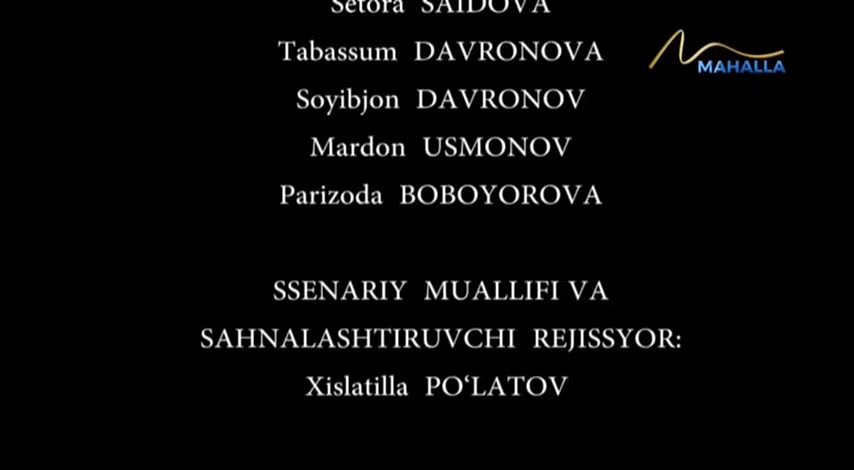 Setora SAIDOVA
Tabassum DAVRONOVA
MAHALLA
Soyibjon DAVRONOV
Mardon USMONOV
Parizoda BOBOYOROVA
SSENARIY MUALLIFI VA
SAHNALASHTIRUVCHI REJISSYOR:
Xislatilla PO‘LATOV